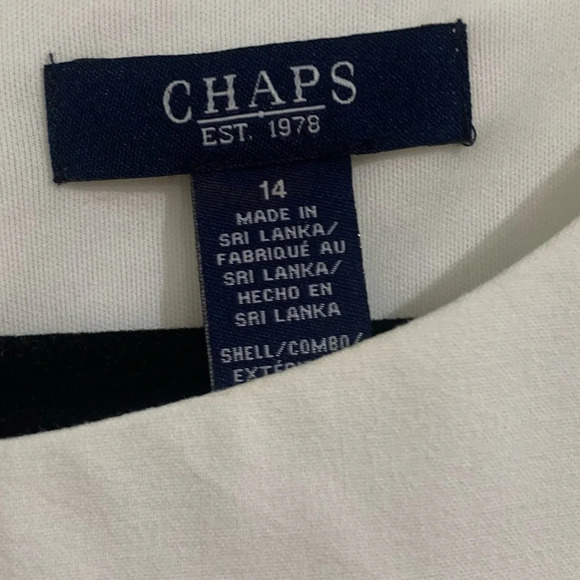 CHAPS
EST. 1978
14
MADE IN
SRI LANKA/
FABRIQUÉ AU
SRI LANKA/
HECHO EN
SRI LANKA
SHELL/COMBO/